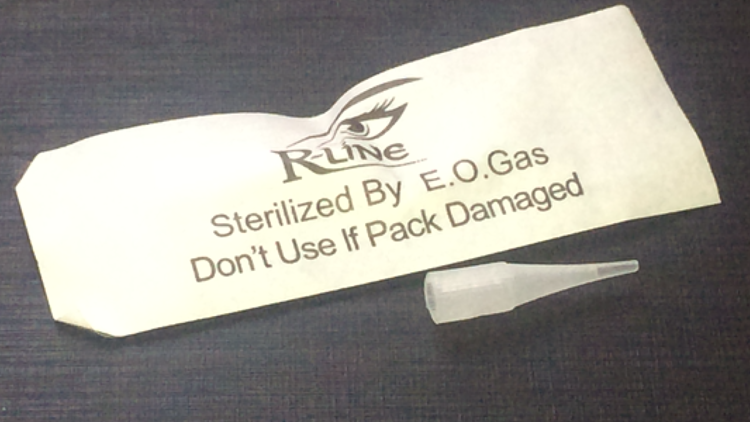 R-LINE
Sterilized By E.O.Gas
Don't Use If Pack Damaged